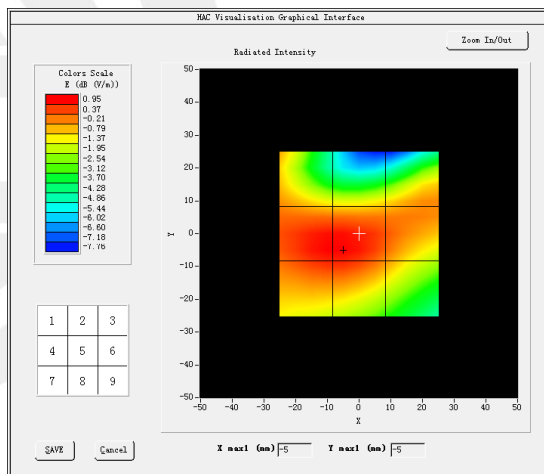 HAC Visualisation Graphical Interface
Zoom In/Out
Radiated Intensity
Colors Scale
E (dB (V/m))
0.95
0.37
-0.21
-0.79
-1.37
-1.95
-2.54
-3.12
-3.70
-4.28
-4.86
-5.44
-6.02
-6.60
-7.18
-7.76
50
40
30
20
10
0
-10
-20
-30
-40
-50
Y
-50 -40 -30 -20 -10 0 10 20 30 40 50
X
1 2 3
4 5 6
7 8 9
SAVE Cancel
X max1 (mm) -5 Y max1 (mm) -5